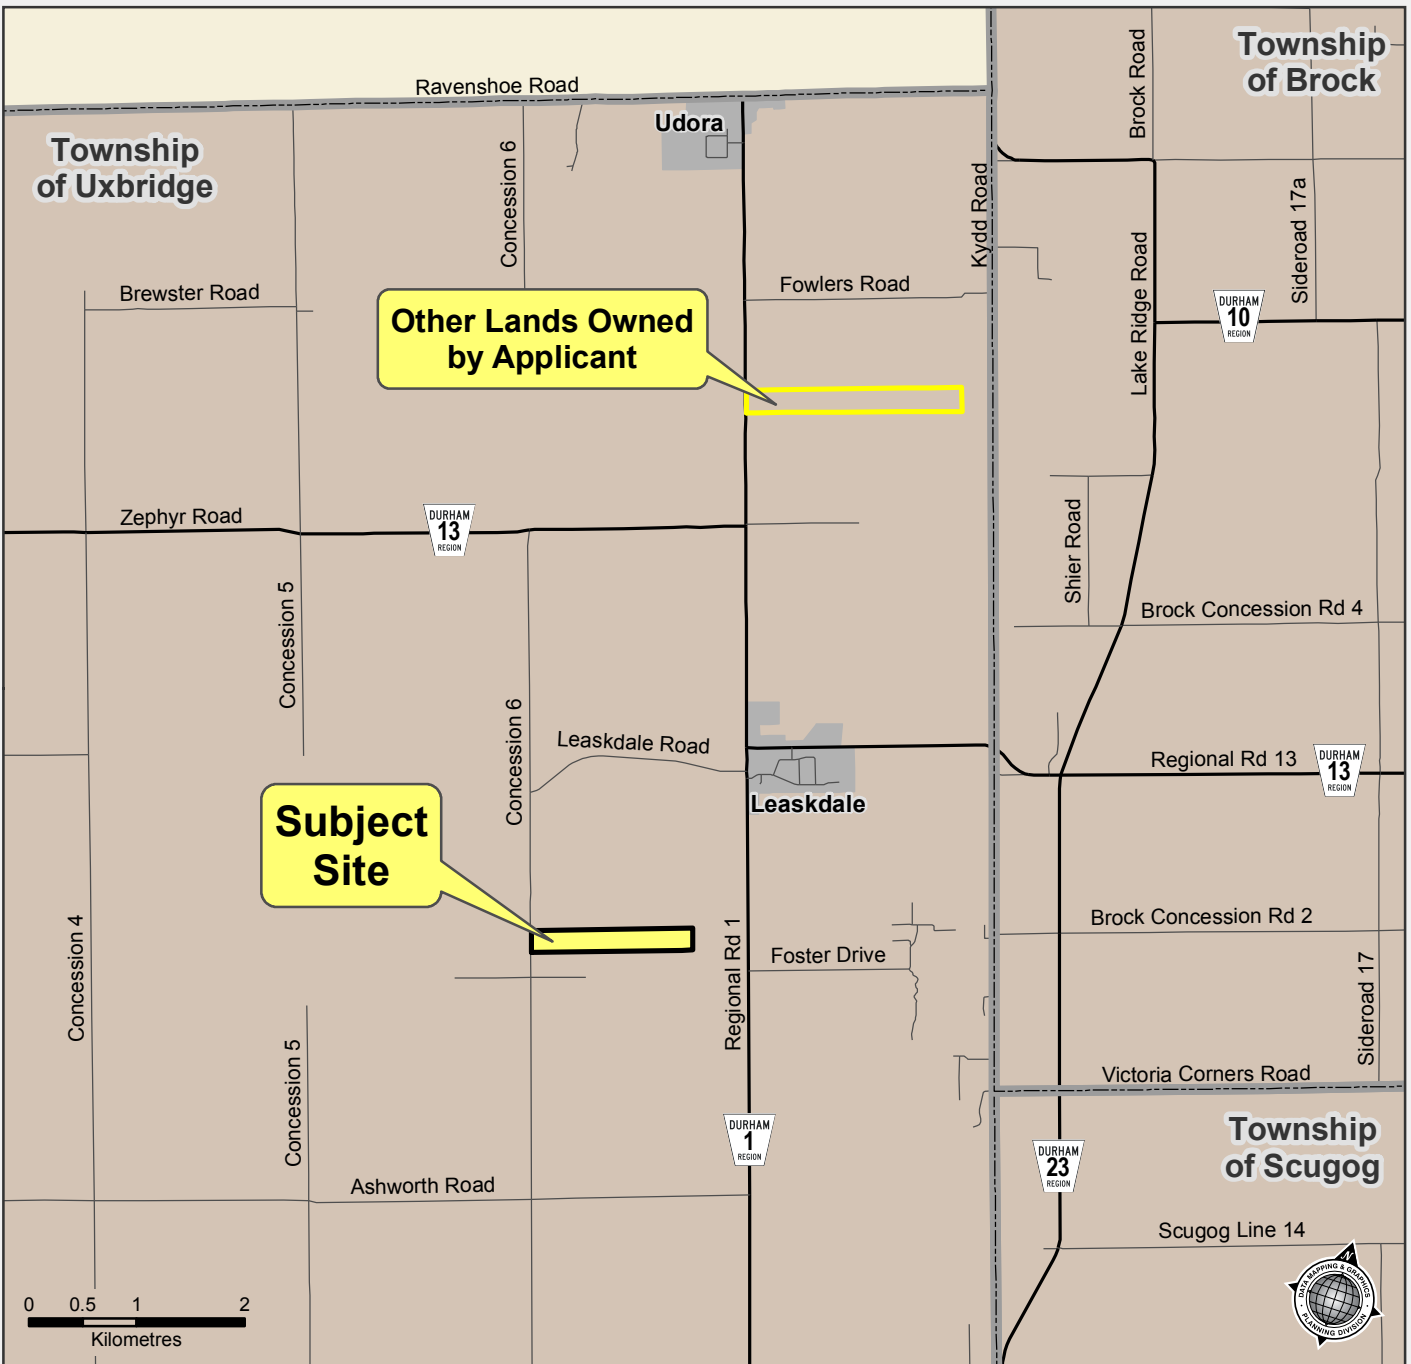 Ravenshoe Road
Township
of Brock
Brock Road
Udora
Township
of Uxbridge
Concession 6
Kydd Road
Sideroad 17a
Lake Ridge Road
Brewster Road
Fowlers Road
DURHAM
10
REGION
Other Lands Owned
by Applicant
Zephyr Road
DURHAM
13
REGION
Shier Road
Concession 5
Brock Concession Rd 4
Concession 6
Leaskdale Road
Regional Rd 13
DURHAM
13
REGION
Leaskdale
Subject
Site
Concession 4
Regional Rd 1
Brock Concession Rd 2
Foster Drive
Sideroad 17
Concession 5
Victoria Corners Road
DURHAM
1
REGION
Township
of Scugog
DURHAM
23
REGION
Ashworth Road
Scugog Line 14
N
DATA MAPPING & GRAPHICS
PLANNING DIVISION
0 0.5 1 2
Kilometres